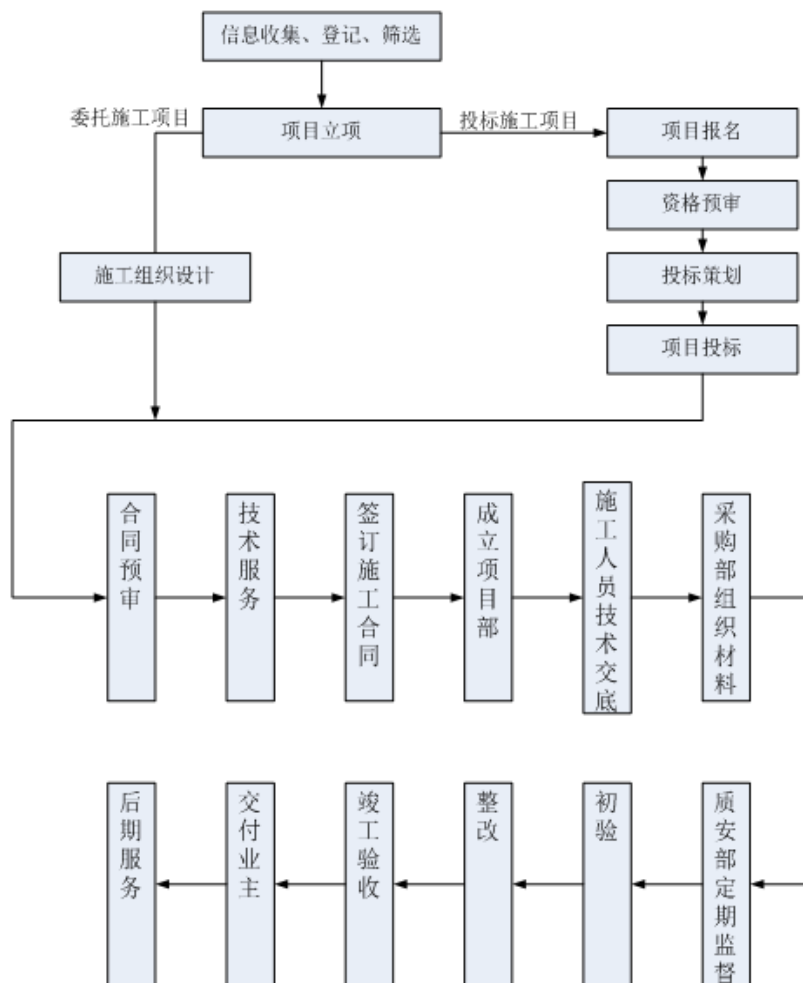 信息收集、登记、筛选
委托施工项目
项目立项
投标施工项目
项目报名
资格预审
施工组织设计
投标策划
项目投标
合同预审
技术服务
签订施工合同
成立项目部
施工人员技术交底
采购部组织材料
后期服务
交付业主
竣工验收
整改
初验
质安部定期监督